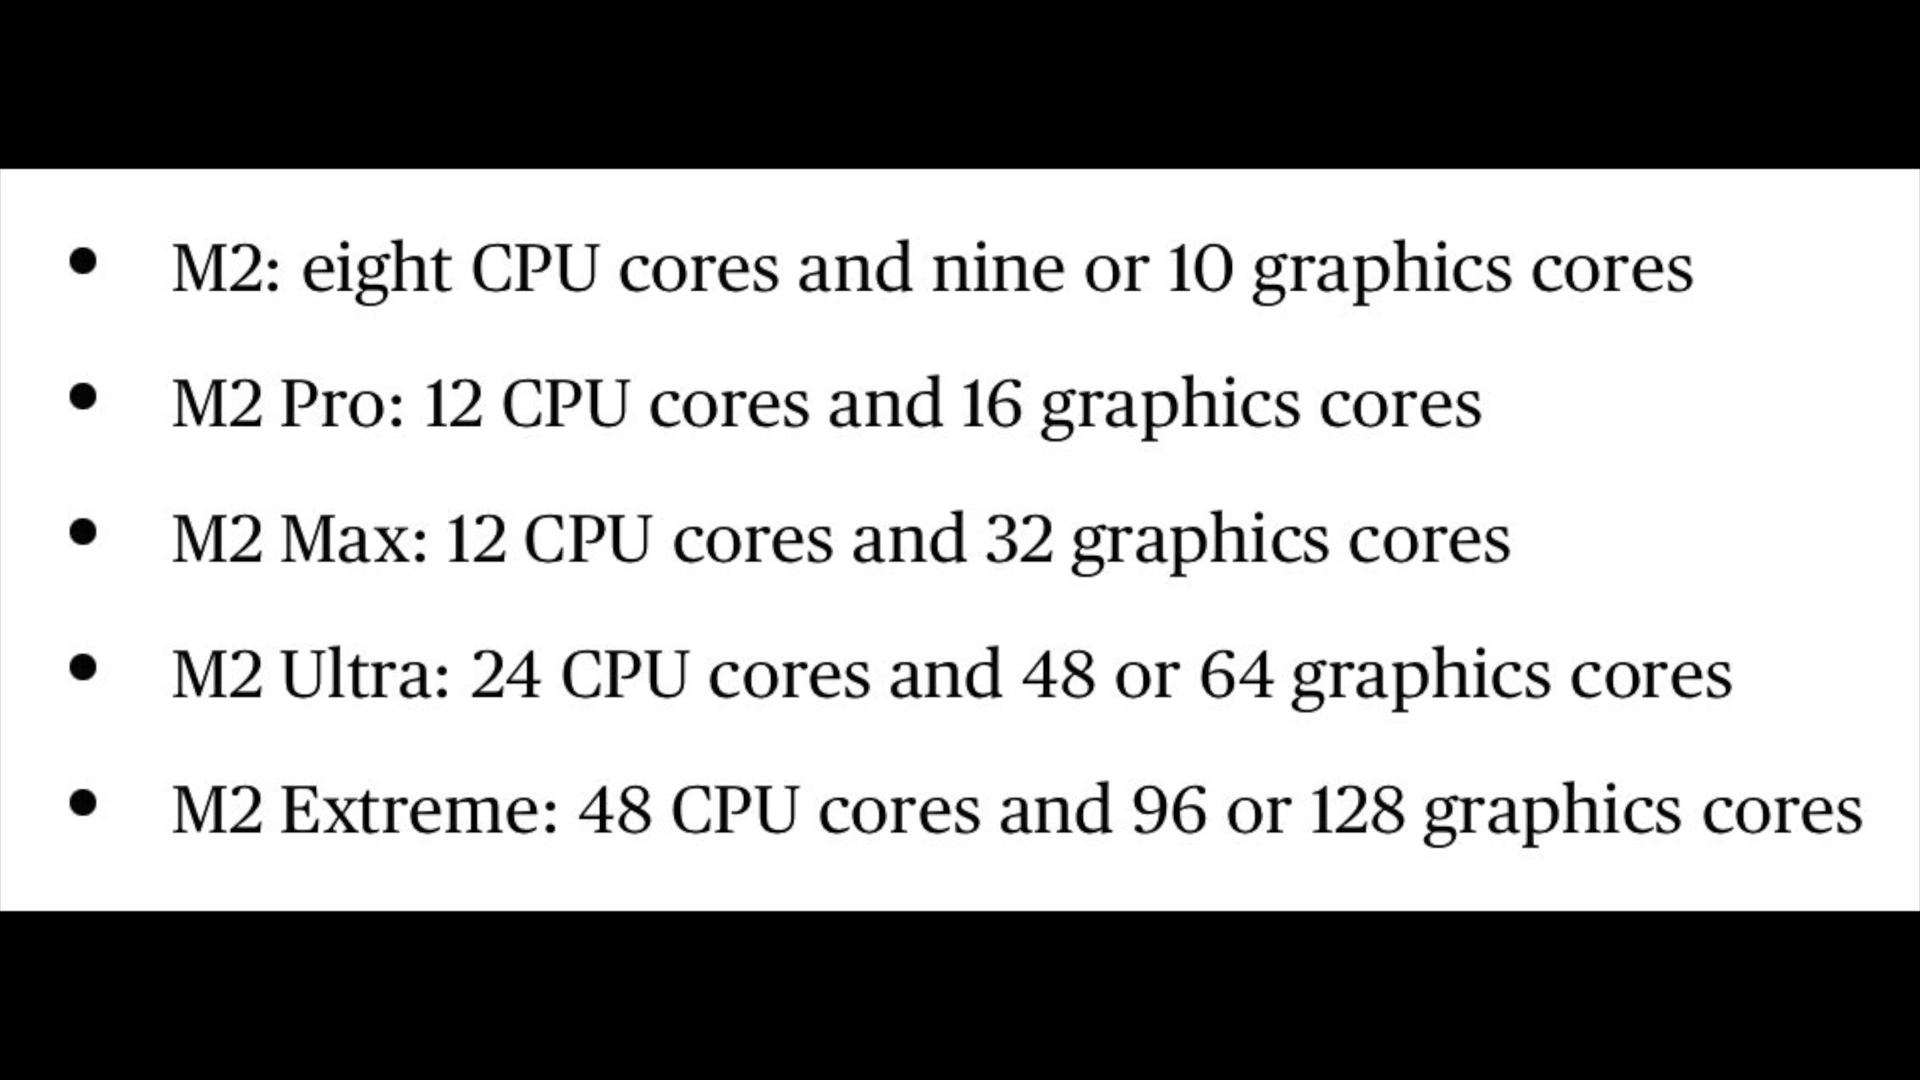 • M2: eight CPU cores and nine or 10 graphics cores
• M2 Pro: 12 CPU cores and 16 graphics cores
• M2 Max: 12 CPU cores and 32 graphics cores
• M2 Ultra: 24 CPU cores and 48 or 64 graphics cores
• M2 Extreme: 48 CPU cores and 96 or 128 graphics cores